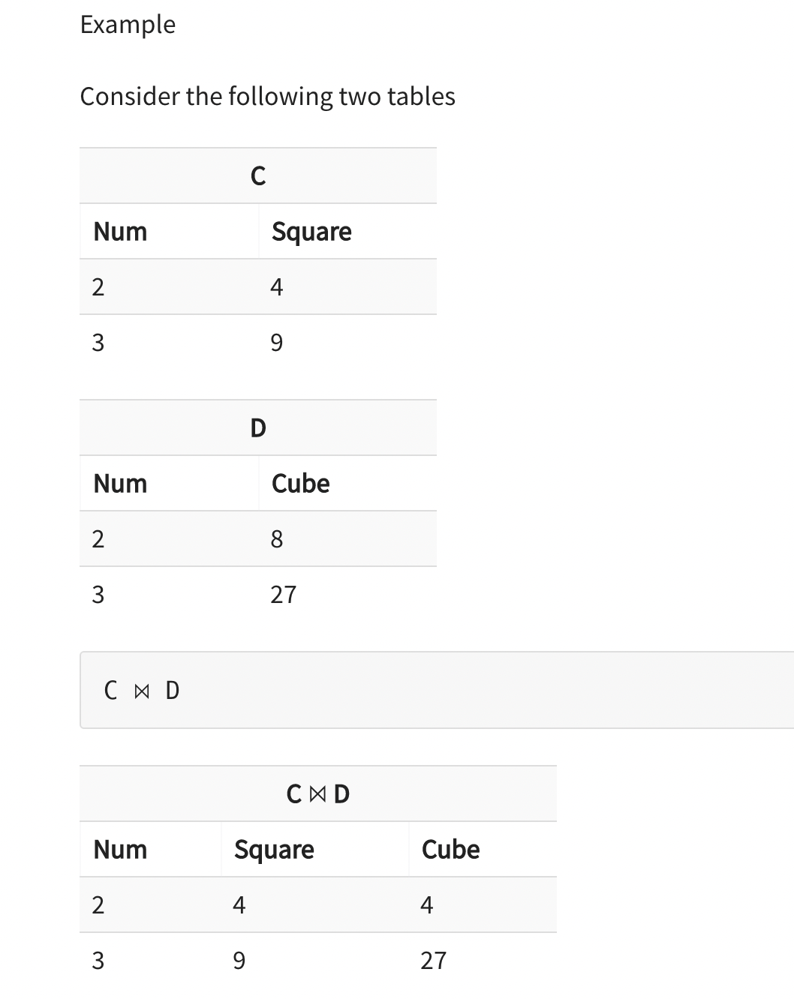 Example
Consider the following two tables
C
Num Square
2 4
3 9
D
Num Cube
2 8
3 27
C ⋈ D
C ⋈ D
Num Square Cube
2 4 4
3 9 27